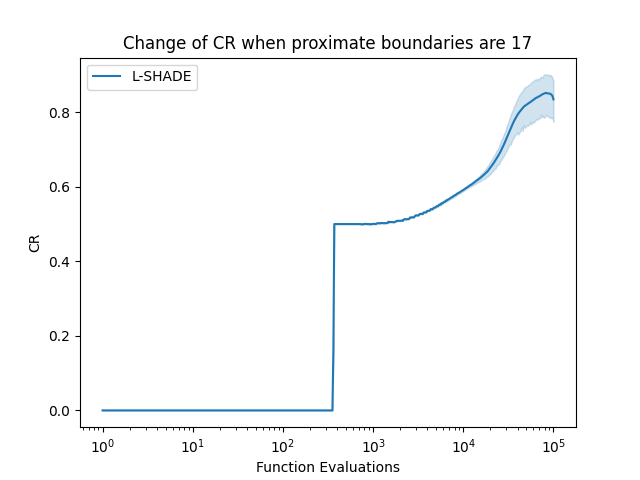 Change of CR when proximate boundaries are 17
L-SHADE
CR
0.8
0.6
0.4
0.2
0.0
10^0 10^1 10^2 10^3 10^4 10^5
Function Evaluations